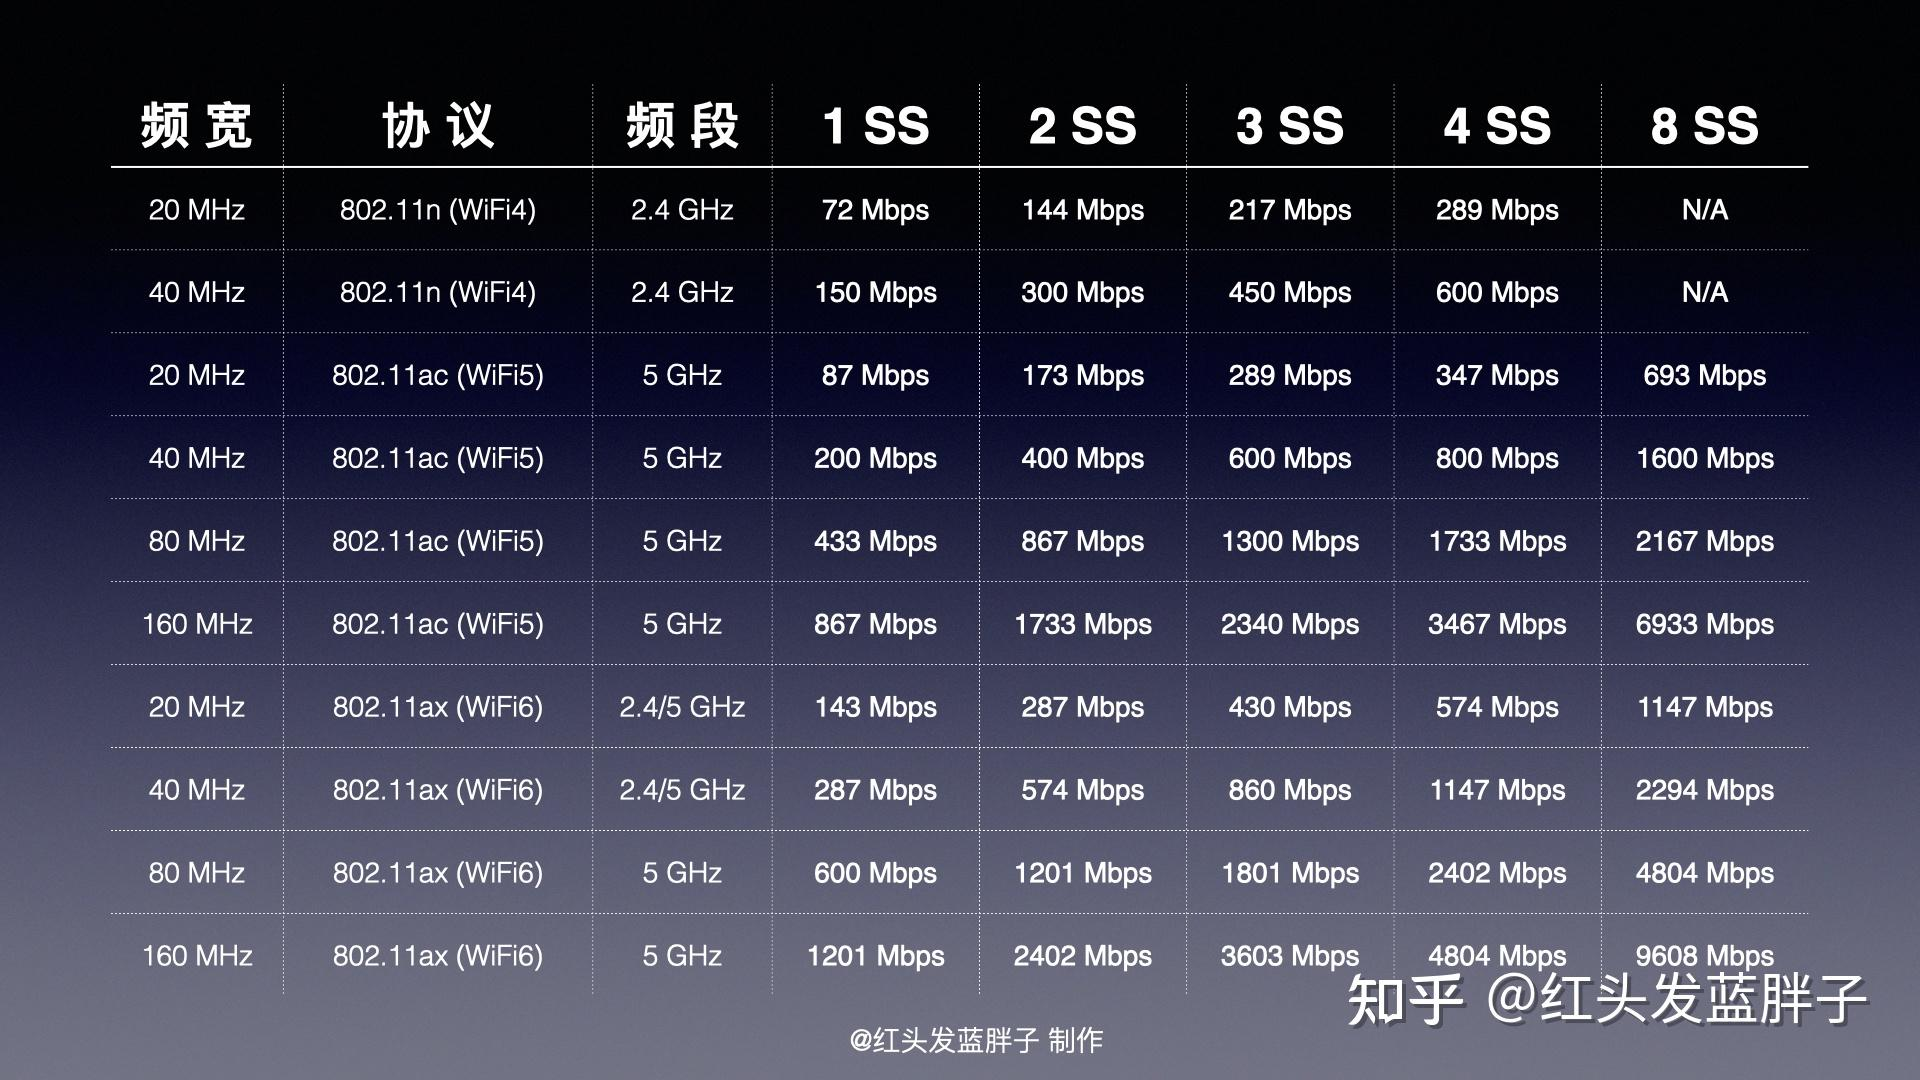 频宽 协议 频段 1 SS 2 SS 3 SS 4 SS 8 SS
20 MHz 802.11n (WiFi4) 2.4 GHz 72 Mbps 144 Mbps 217 Mbps 289 Mbps N/A
40 MHz 802.11n (WiFi4) 2.4 GHz 150 Mbps 300 Mbps 450 Mbps 600 Mbps N/A
20 MHz 802.11ac (WiFi5) 5 GHz 87 Mbps 173 Mbps 289 Mbps 347 Mbps 693 Mbps
40 MHz 802.11ac (WiFi5) 5 GHz 200 Mbps 400 Mbps 600 Mbps 800 Mbps 1600 Mbps
80 MHz 802.11ac (WiFi5) 5 GHz 433 Mbps 867 Mbps 1300 Mbps 1733 Mbps 2167 Mbps
160 MHz 802.11ac (WiFi5) 5 GHz 867 Mbps 1733 Mbps 2340 Mbps 3467 Mbps 6933 Mbps
20 MHz 802.11ax (WiFi6) 2.4/5 GHz 143 Mbps 287 Mbps 430 Mbps 574 Mbps 1147 Mbps
40 MHz 802.11ax (WiFi6) 2.4/5 GHz 287 Mbps 574 Mbps 860 Mbps 1147 Mbps 2294 Mbps
80 MHz 802.11ax (WiFi6) 5 GHz 600 Mbps 1201 Mbps 1801 Mbps 2402 Mbps 4804 Mbps
160 MHz 802.11ax (WiFi6) 5 GHz 1201 Mbps 2402 Mbps 3603 Mbps 4804 Mbps 9608 Mbps
知乎 @红头发蓝胖子
@红头发蓝胖子 制作